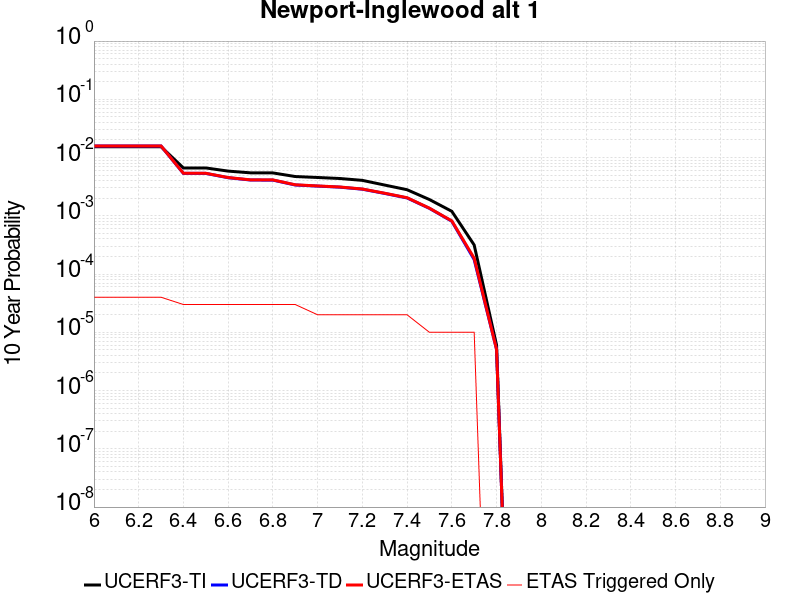 Newport-Inglewood alt 1
10 0
10 -1
10 -2
10 -3
10 -4
10 -5
10 -6
10 -7
10 -8
10 Year Probability
6 6.2 6.4 6.6 6.8 7 7.2 7.4 7.6 7.8 8 8.2 8.4 8.6 8.8 9
Magnitude
UCERF3-TI UCERF3-TD UCERF3-ETAS ETAS Triggered Only